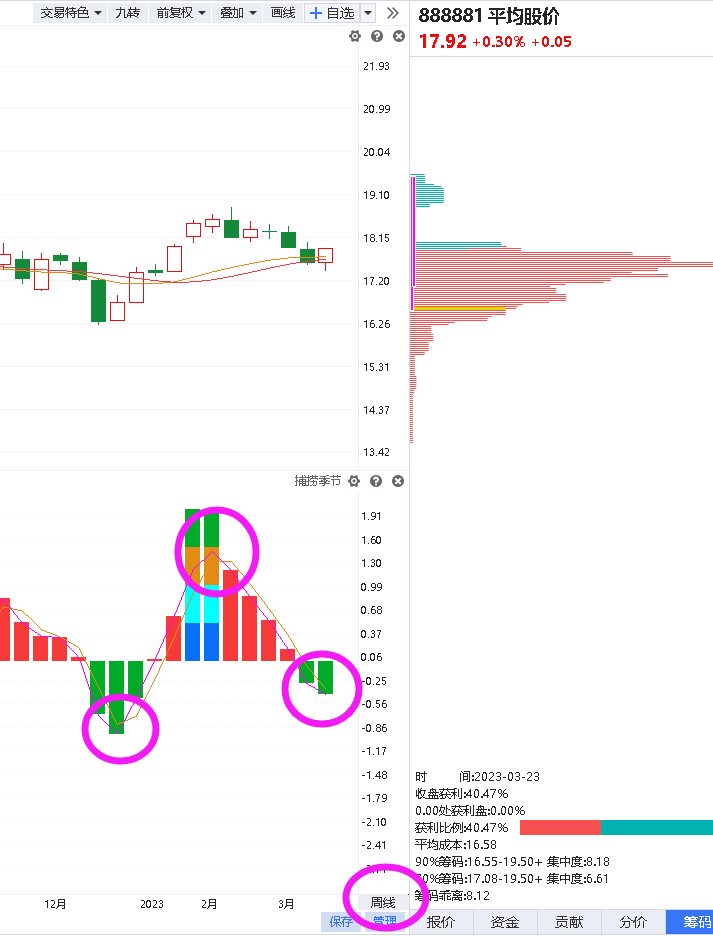 交易特色 九转 前复权 叠加 画线 + 自选
888881 平均股价
17.92 +0.30% +0.05
21.93
20.99
20.04
19.10
18.15
17.20
16.26
15.31
14.37
13.42
捕捞季节
1.91
1.60
1.30
0.99
0.68
0.37
0.06
-0.25
-0.56
-0.86
-1.17
-1.48
-1.79
-2.10
-2.41
12月 2023 2月 3月 周线
保存 管理
时 间:2023-03-23
收盘获利:40.47%
0.00处获利盘:0.00%
获利比例:40.47%
平均成本:16.58
90%筹码:16.55-19.50+ 集中度:8.18
0%筹码:17.08-19.50+ 集中度:6.61
筹码乖离:8.12
报价 资金 贡献 分价 筹码